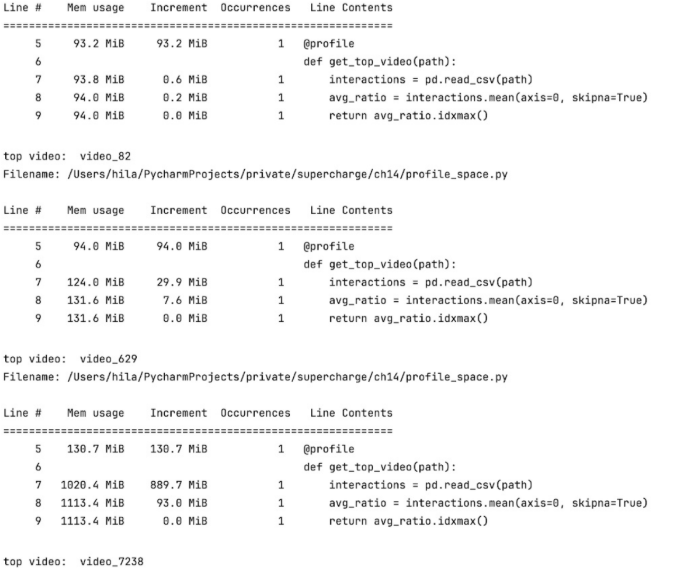 Line #    Mem usage    Increment  Occurrences   Line Contents
=============================================================
     5     93.2 MiB     93.2 MiB           1   @profile
     6                                         def get_top_video(path):
     7     93.8 MiB      0.6 MiB           1       interactions = pd.read_csv(path)
     8     94.0 MiB      0.2 MiB           1       avg_ratio = interactions.mean(axis=0, skipna=True)
     9     94.0 MiB      0.0 MiB           1       return avg_ratio.idxmax()
top video:  video_82
Filename: /Users/hila/PycharmProjects/private/supercharge/ch14/profile_space.py
Line #    Mem usage    Increment  Occurrences   Line Contents
=============================================================
     5     94.0 MiB     94.0 MiB           1   @profile
     6                                         def get_top_video(path):
     7    124.0 MiB     29.9 MiB           1       interactions = pd.read_csv(path)
     8    131.6 MiB      7.6 MiB           1       avg_ratio = interactions.mean(axis=0, skipna=True)
     9    131.6 MiB      0.0 MiB           1       return avg_ratio.idxmax()
top video:  video_629
Filename: /Users/hila/PycharmProjects/private/supercharge/ch14/profile_space.py
Line #    Mem usage    Increment  Occurrences   Line Contents
=============================================================
     5    130.7 MiB    130.7 MiB           1   @profile
     6                                         def get_top_video(path):
     7   1020.4 MiB    889.7 MiB           1       interactions = pd.read_csv(path)
     8   1113.4 MiB     93.0 MiB           1       avg_ratio = interactions.mean(axis=0, skipna=True)
     9   1113.4 MiB      0.0 MiB           1       return avg_ratio.idxmax()
top video:  video_7238